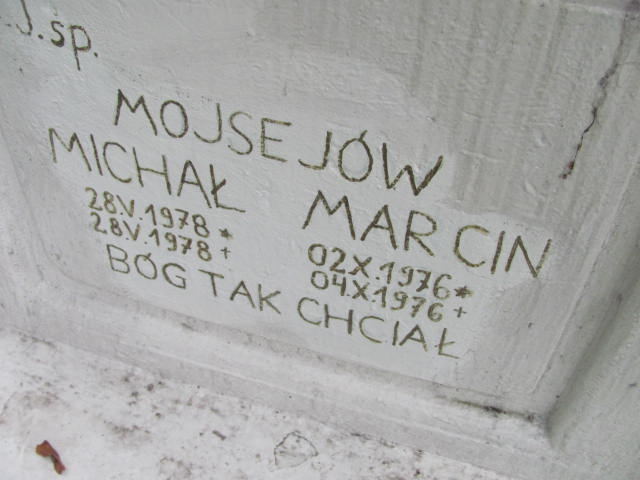 J. sp.
MOJSEJÓW
MICHAŁ MARCIN
28.V.1978 * 02.X.1976 *
28.V.1978 + 04.X.1976 +
BÓG TAK CHCIAŁ